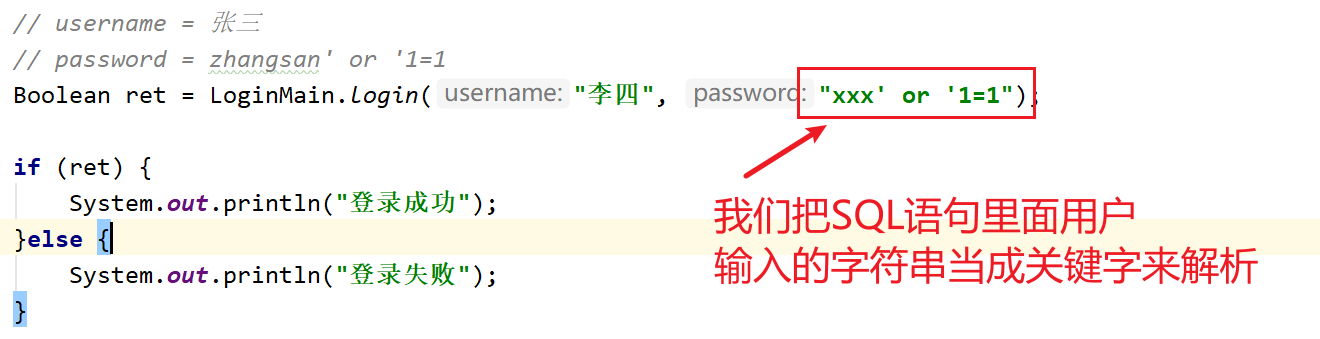 // username = 张三
// password = zhangsan' or '1=1
Boolean ret = LoginMain.login( username: "李四", password: "xxx' or '1=1");
if (ret) {
System.out.println("登录成功");
}else {
System.out.println("登录失败");
}
我们把SQL语句里面用户
输入的字符串当成关键字来解析